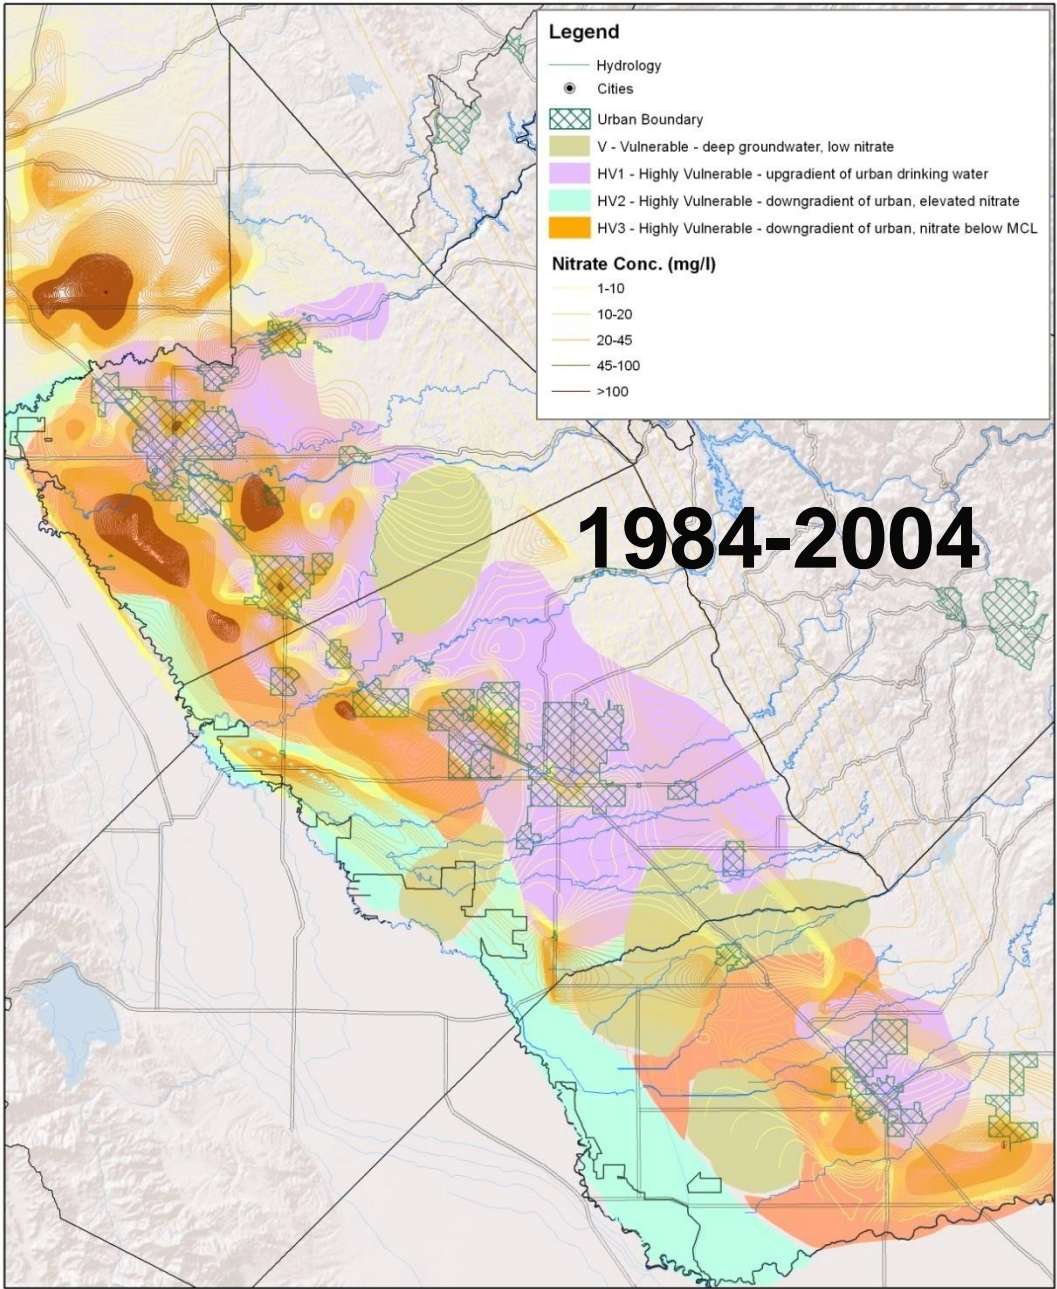 Legend
Hydrology
Cities
Urban Boundary
V - Vulnerable - deep groundwater, low nitrate
HV1 - Highly Vulnerable - upgradient of urban drinking water
HV2 - Highly Vulnerable - downgradient of urban, elevated nitrate
HV3 - Highly Vulnerable - downgradient of urban, nitrate below MCL
Nitrate Conc. (mg/l)
1-10
10-20
20-45
45-100
>100
1984-2004